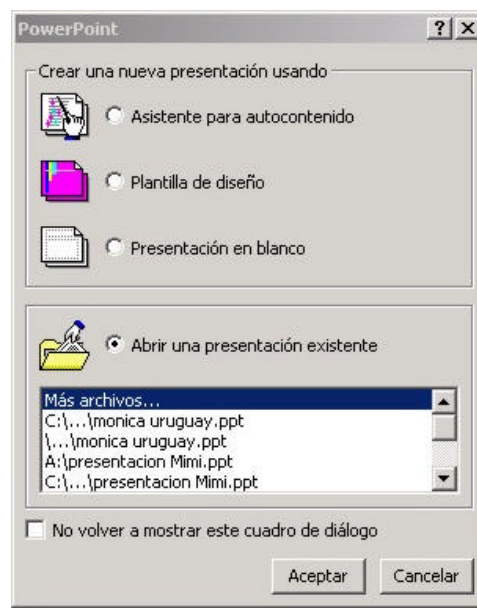 PowerPoint
Crear una nueva presentación usando
Asistente para autocontenido
Plantilla de diseño
Presentación en blanco
Abrir una presentación existente
Más archivos...
C:\...\monica uruguay.ppt
\...\monica uruguay.ppt
A:\presentacion Mimi.ppt
C:\...\presentacion Mimi.ppt
No volver a mostrar este cuadro de diálogo
Aceptar Cancelar